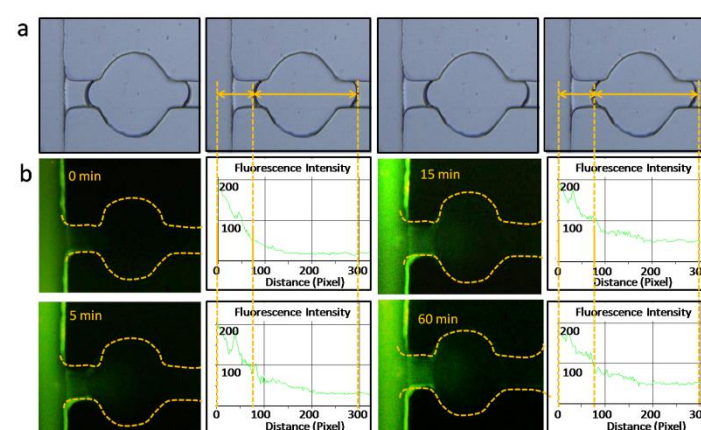 a
b
0 min
Fluorescence Intensity
200
100
0 100 200 300
Distance (Pixel)
15 min
Fluorescence Intensity
200
100
0 100 200 300
Distance (Pixel)
5 min
Fluorescence Intensity
200
100
0 100 200 300
Distance (Pixel)
60 min
Fluorescence Intensity
200
100
0 100 200 300
Distance (Pixel)